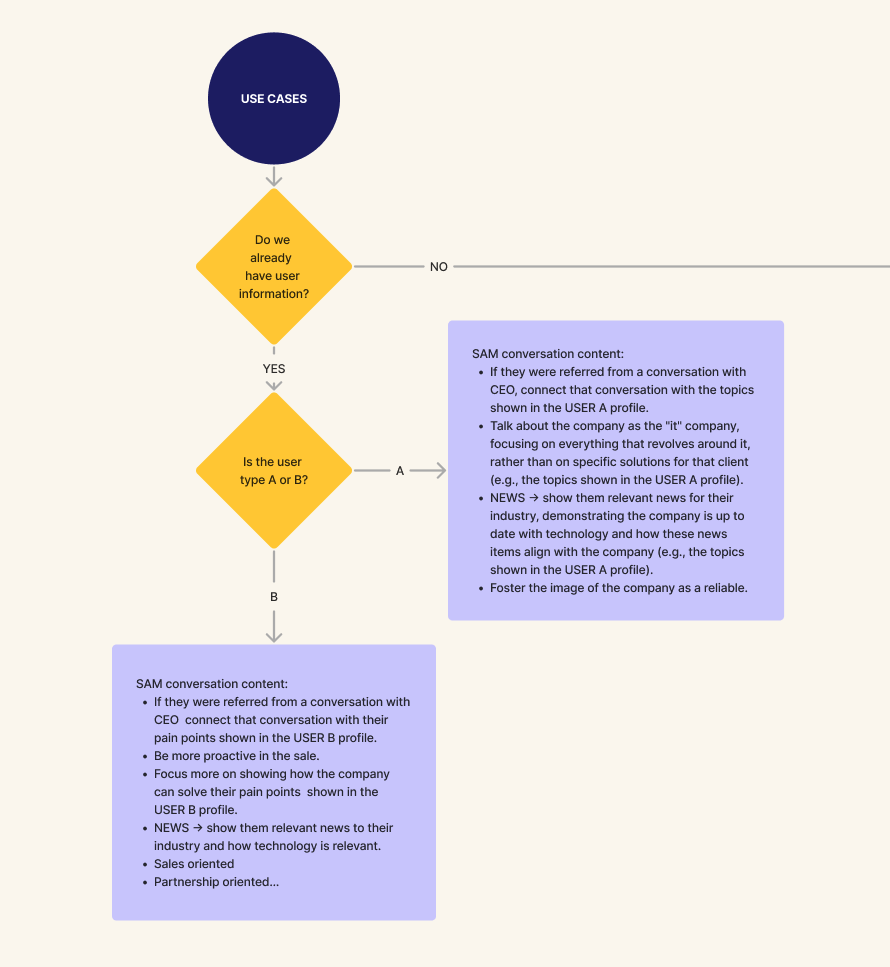 USE CASES
Do we
already
have user
information?
NO
YES
Is the user
type A or B?
A
SAM conversation content:
• If they were referred from a conversation with
CEO, connect that conversation with the topics
shown in the USER A profile.
• Talk about the company as the "it" company,
focusing on everything that revolves around it,
rather than on specific solutions for that client
(e.g., the topics shown in the USER A profile).
• NEWS → show them relevant news for their
industry, demonstrating the company is up to
date with technology and how these news
items align with the company (e.g., the topics
shown in the USER A profile).
• Foster the image of the company as a reliable.
B
SAM conversation content:
• If they were referred from a conversation with
CEO  connect that conversation with their
pain points shown in the USER B profile.
• Be more proactive in the sale.
• Focus more on showing how the company
can solve their pain points  shown in the
USER B profile.
• NEWS → show them relevant news to their
industry and how technology is relevant.
• Sales oriented
• Partnership oriented...